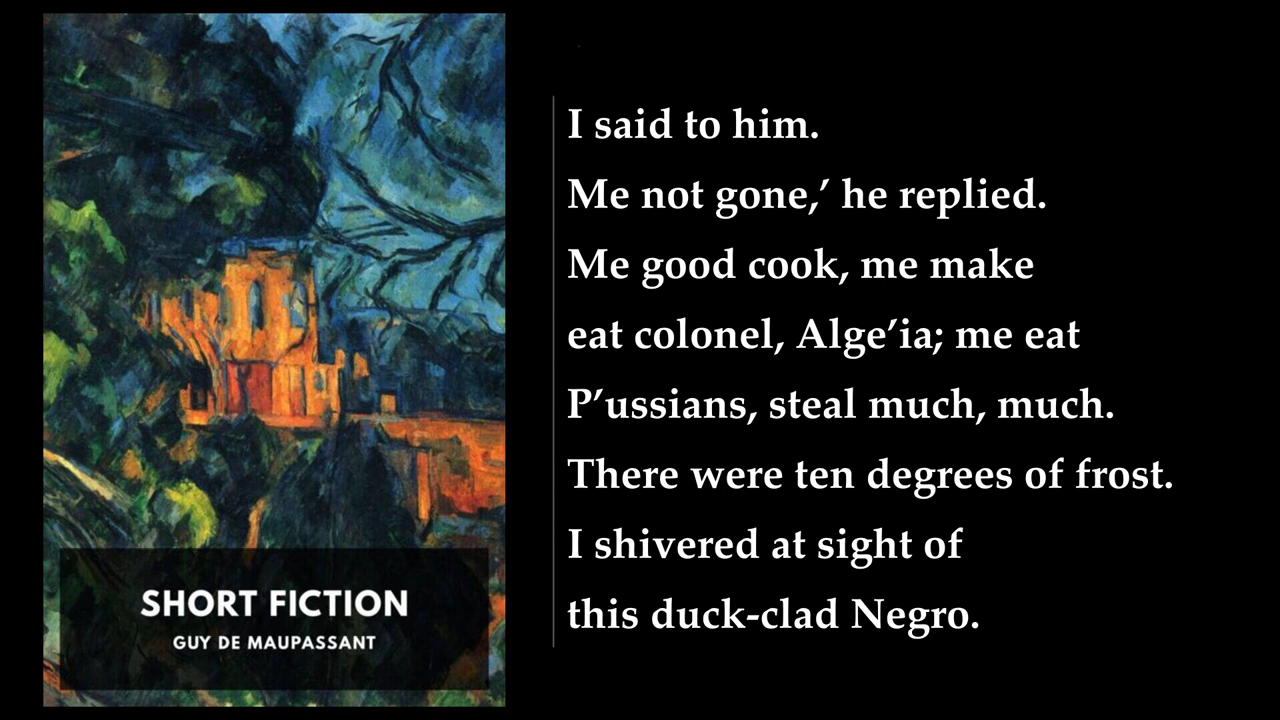 SHORT FICTION
GUY DE MAUPASSANT
I said to him.
Me not gone,’ he replied.
Me good cook, me make
eat colonel, Alge’ia; me eat
P’ussians, steal much, much.
There were ten degrees of frost.
I shivered at sight of
this duck-clad Negro.